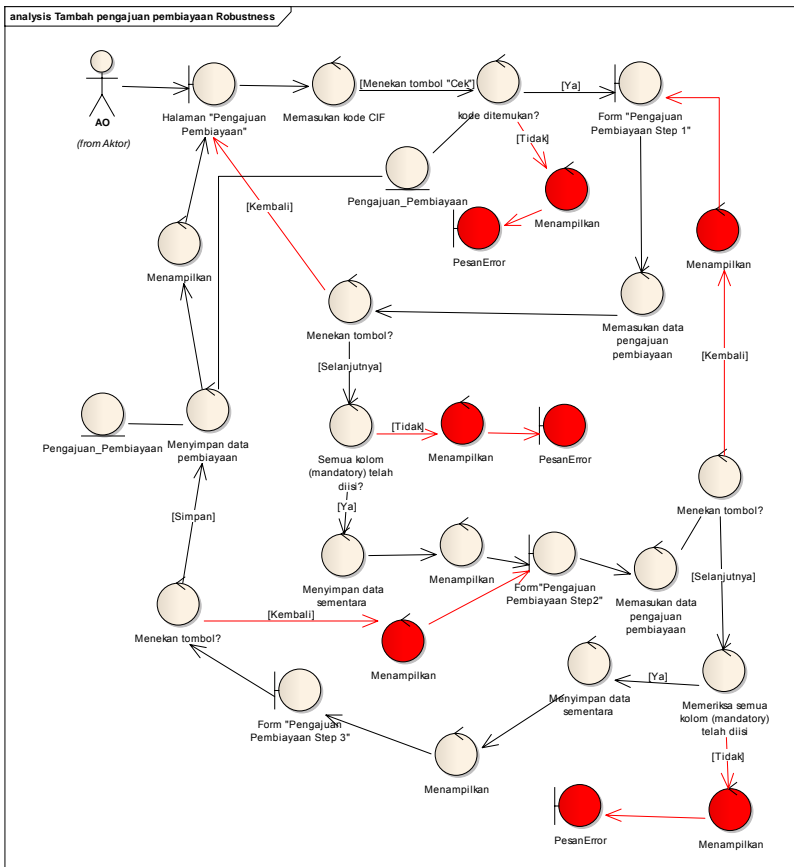 analysis Tambah pengajuan pembiayaan Robustness
AO
(from Aktor)
Halaman "Pengajuan
Pembiayaan"
Memasukan kode CIF
[Menekan tombol "Cek"]
kode ditemukan?
[Ya]
Form "Pengajuan
Pembiayaan Step 1"
[Tidak]
Pengajuan_Pembiayaan
Menampilkan
PesanError
[Kembali]
Menampilkan
Menampilkan
Menekan tombol?
Memasukan data
pengajuan
pembiayaan
[Kembali]
[Selanjutnya]
Pengajuan_Pembiayaan
Menyimpan data
pembiayaan
Semua kolom
(mandatory) telah
diisi?
[Tidak]
Menampilkan
PesanError
Menekan tombol?
[Ya]
[Simpan]
Menyimpan data
sementara
Menampilkan
Form"Pengajuan
Pembiayaan Step2"
Memasukan data
pengajuan
pembiayaan
[Selanjutnya]
Menekan tombol?
[Kembali]
Menampilkan
Form "Pengajuan
Pembiayaan Step 3"
Menyimpan data
sementara
[Ya]
Memeriksa semua
kolom (mandatory)
telah diisi
Menampilkan
[Tidak]
PesanError
Menampilkan